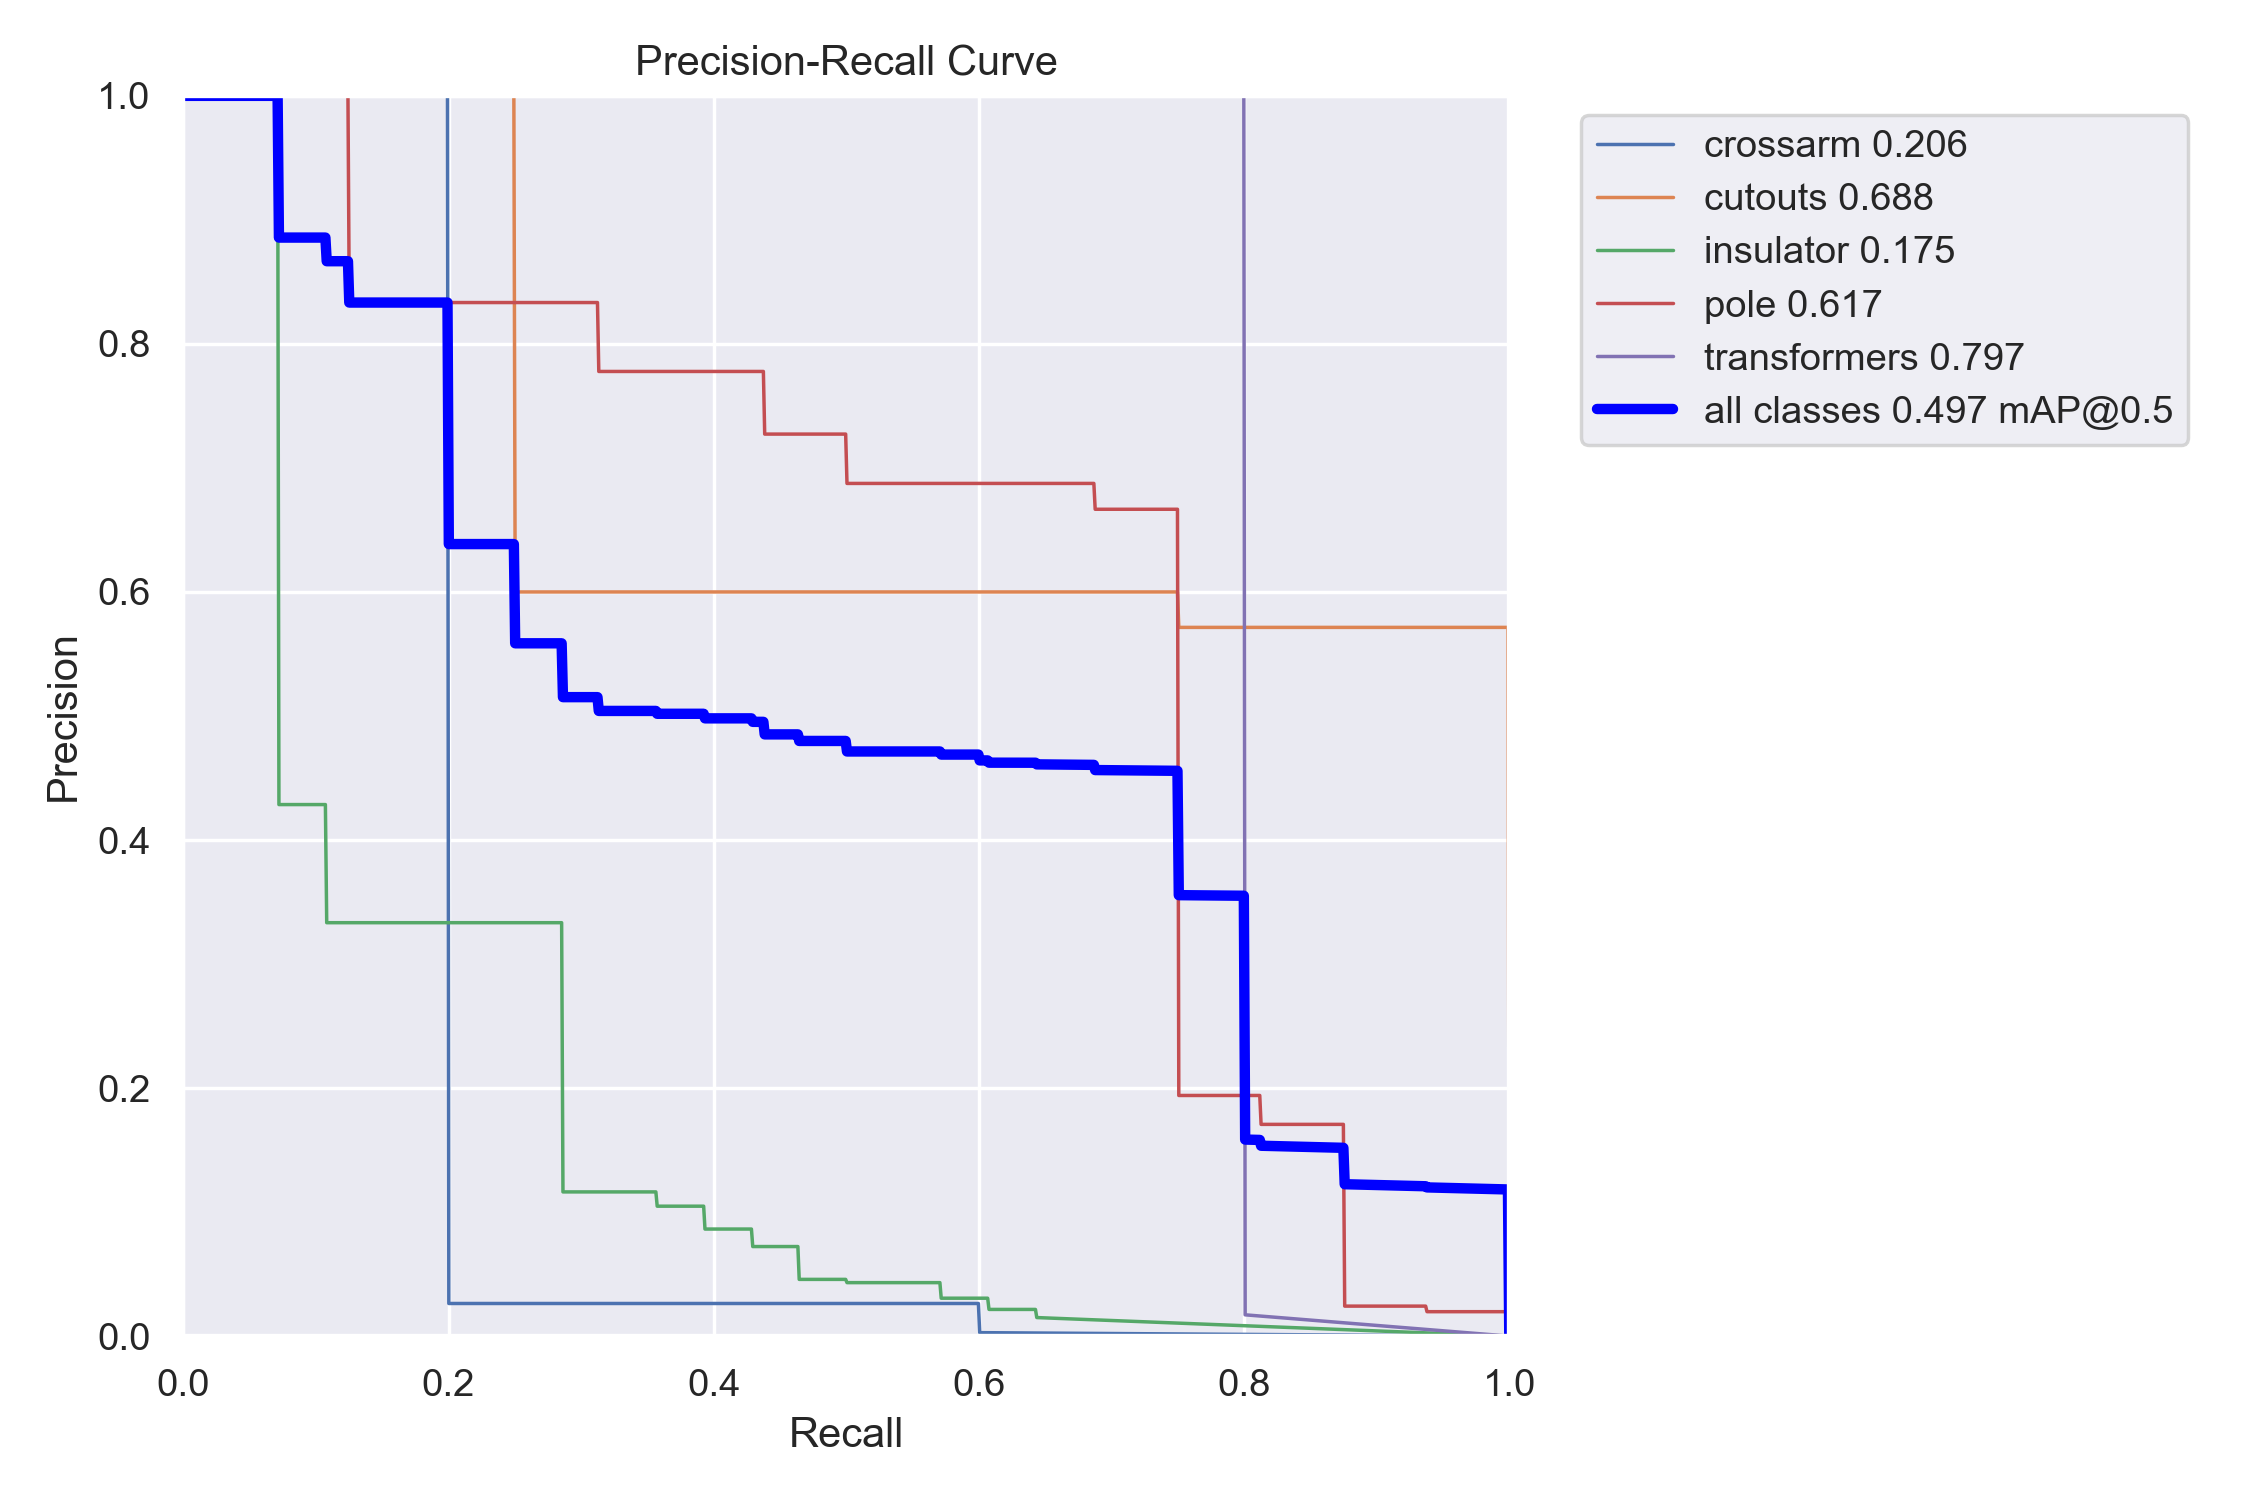 Precision-Recall Curve
1.0
0.8
0.6
0.4
0.2
0.0
Precision
0.0 0.2 0.4 0.6 0.8 1.0
Recall
crossarm 0.206
cutouts 0.688
insulator 0.175
pole 0.617
transformers 0.797
all classes 0.497 mAP@0.5